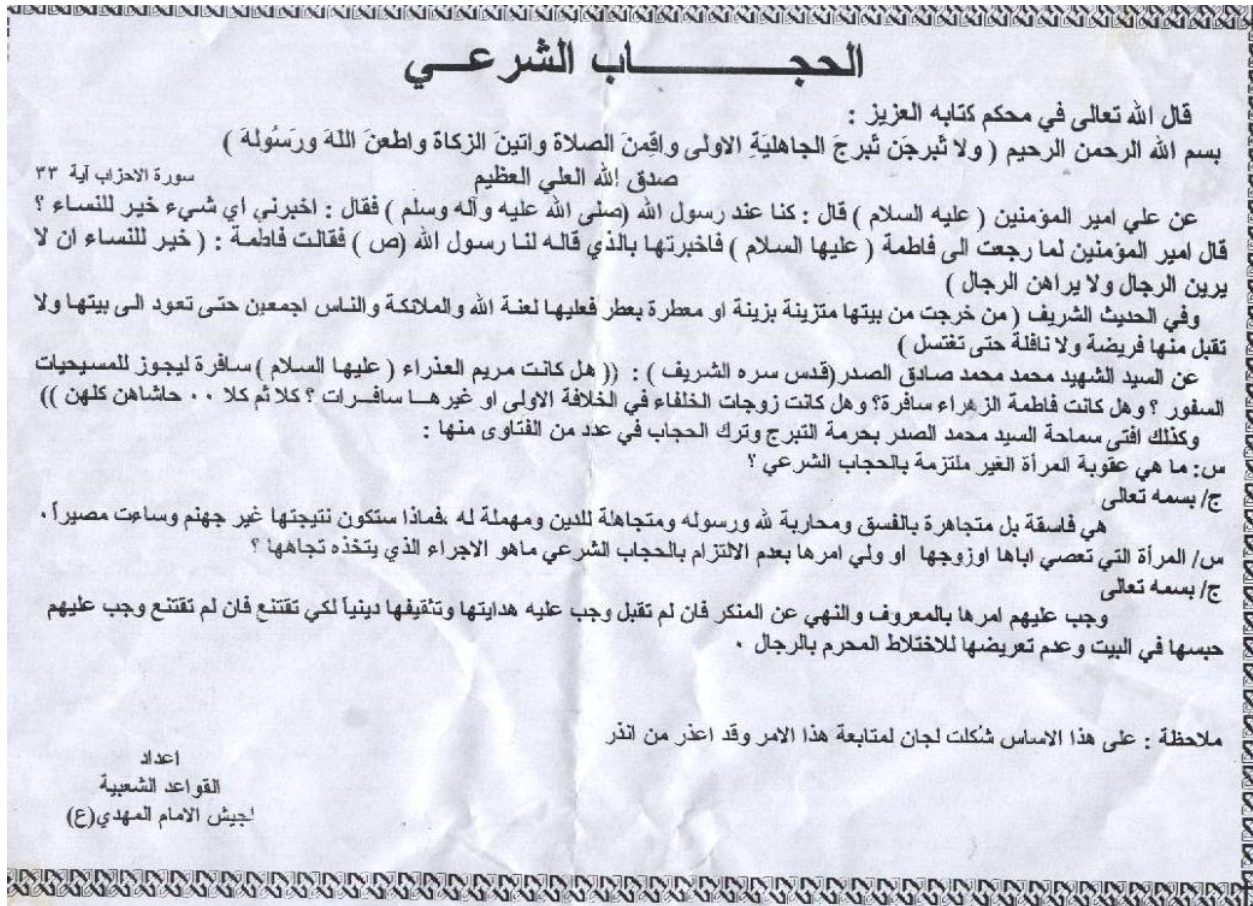 الحجـــــــــــاب الشرعـــي
قال الله تعالى في محكم كتابه العزيز :
بسم الله الرحمن الرحيم ( ولا تَبرجَن تَبرجَ الجاهليَةِ الاولى واقِمنَ الصلاة واتينَ الزكاة واطعنَ اللهَ ورَسُولهَ )
صدق الله العلي العظيم سورة الاحزاب آية ٣٣
عن علي امير المؤمنين ( عليه السلام ) قال : كنا عند رسول الله (صلى الله عليه وآله وسلم ) فقال : اخبرني اي شيء خير للنساء ؟
قال امير المؤمنين لما رجعت الى فاطمة ( عليها السلام ) فاخبرتها بالذي قاله لنا رسول الله (ص ) فقالت فاطمة : ( خير للنساء ان لا
يرين الرجال ولا يراهن الرجال )
وفي الحديث الشريف ( من خرجت من بيتها متزينة بزينة او معطرة بعطر فعليها لعنة الله والملائكة والناس اجمعين حتى تعود الى بيتها ولا
تقبل منها فريضة ولا نافلة حتى تغتسل )
عن السيد الشهيد محمد محمد صادق الصدر(قدس سره الشريف ) : (( هل كانت مريم العذراء ( عليها السلام ) سافرة ليجوز للمسيحيات
السفور ؟ وهل كانت فاطمة الزهراء سافرة؟ وهل كانت زوجات الخلفاء في الخلافة الاولى او غيرها سافرات ؟ كلا ثم كلا ٠٠ حاشاهن كلهن ))
وكذلك افتى سماحة السيد محمد الصدر بحرمة التبرج وترك الحجاب في عدد من الفتاوى منها :
س: ما هي عقوبة المرأة الغير ملتزمة بالحجاب الشرعي ؟
ج/ بسمه تعالى
هي فاسقة بل متجاهرة بالفسق ومحاربة لله ورسوله ومتجاهلة للدين ومهملة له ،فماذا ستكون نتيجتها غير جهنم وساءت مصيراً ٠
س/ المرأة التي تعصي اباها اوزوجها او ولي امرها بعدم الالتزام بالحجاب الشرعي ماهو الاجراء الذي يتخذه تجاهها ؟
ج/ بسمه تعالى
وجب عليهم امرها بالمعروف والنهي عن المنكر فان لم تقبل وجب عليه هدايتها وتثقيفها دينياً لكي تقتنع فان لم تقتنع وجب عليهم
حبسها في البيت وعدم تعريضها للاختلاط المحرم بالرجال ٠
ملاحظة : على هذا الاساس شُكلت لجان لمتابعة هذا الامر وقد اعذر من انذر
اعداد
القواعد الشعبية
لجيش الامام المهدي(ع)